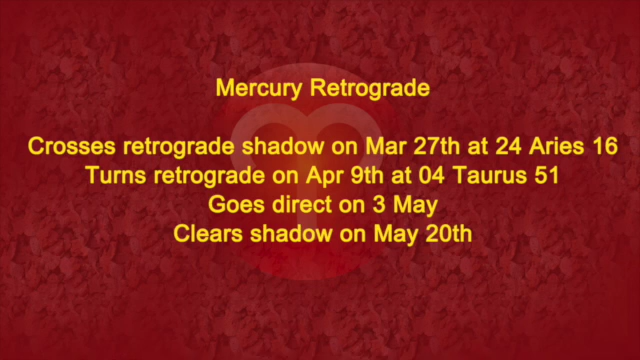 Mercury Retrograde
Crosses retrograde shadow on Mar 27th at 24 Aries 16
Turns retrograde on Apr 9th at 04 Taurus 51
Goes direct on 3 May
Clears shadow on May 20th